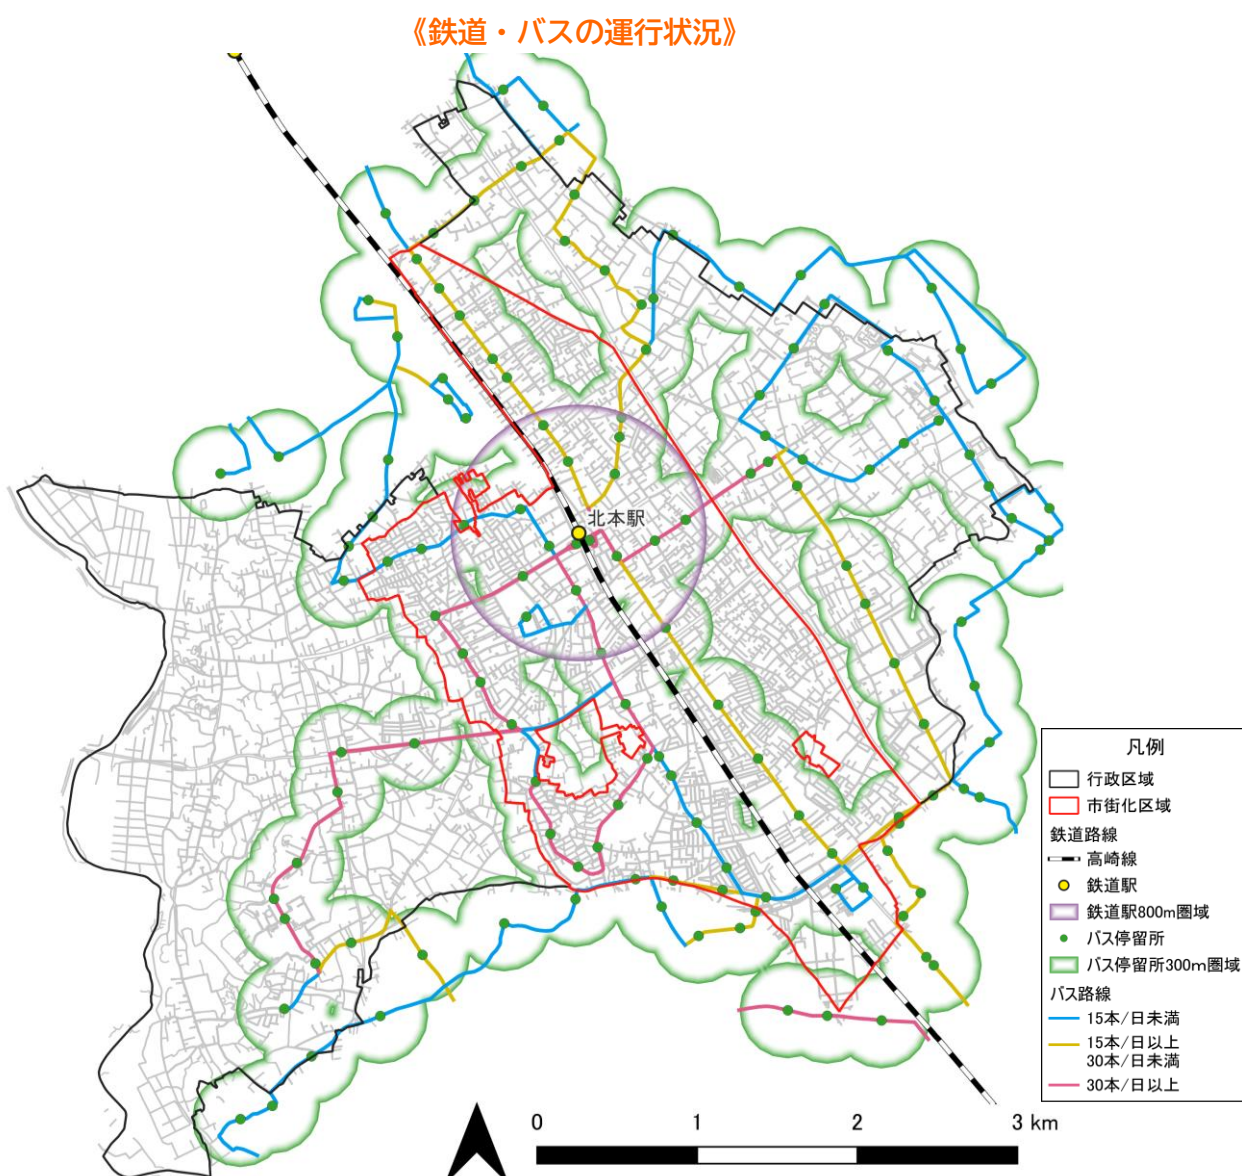 《鉄道・バスの運行状況》
北本駅
凡例
行政区域
市街化区域
鉄道路線
高崎線
鉄道駅
鉄道駅800m圏域
バス停留所
バス停留所300m圏域
バス路線
15本/日未満
15本/日以上
30本/日未満
30本/日以上
0 1 2 3 km